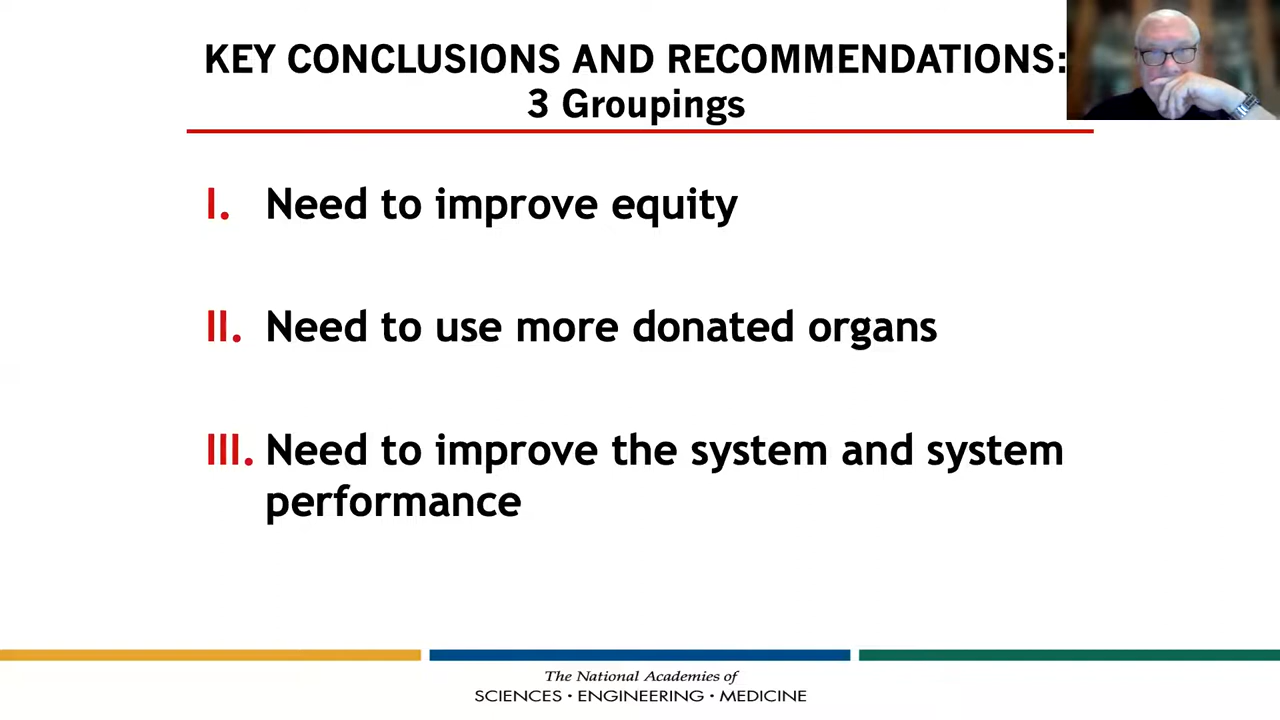 KEY CONCLUSIONS AND RECOMMENDATIONS:
3 Groupings
I. Need to improve equity
II. Need to use more donated organs
III. Need to improve the system and system
performance
The National Academies of
SCIENCES • ENGINEERING • MEDICINE